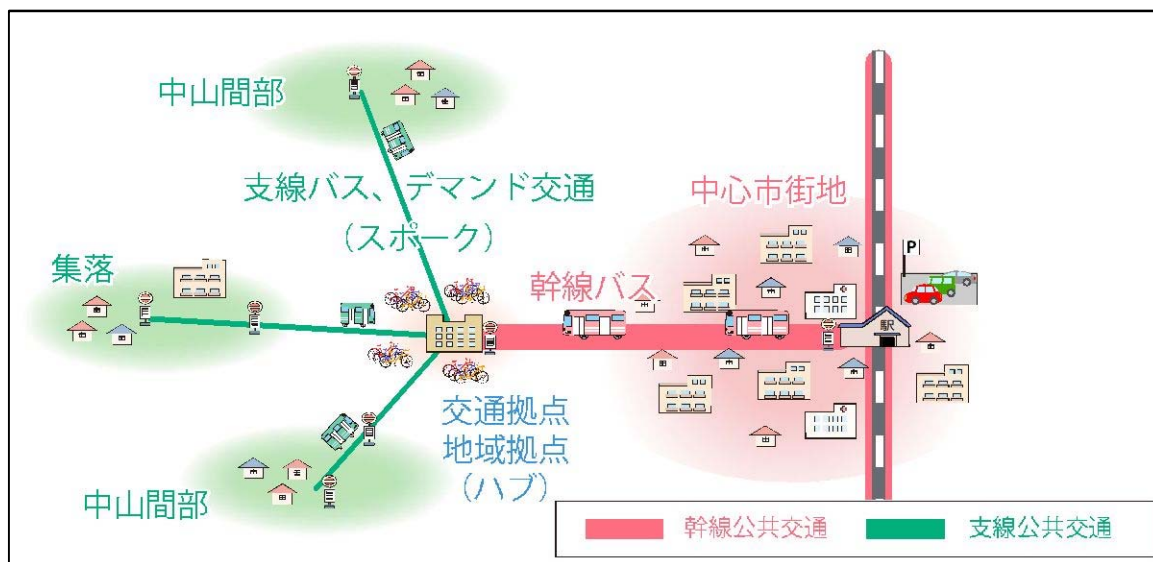 中山間部
支線バス、デマンド交通
（スポーク）
中心市街地
P
集落
幹線バス
駅
交通拠点
地域拠点
（ハブ）
中山間部
幹線公共交通
支線公共交通